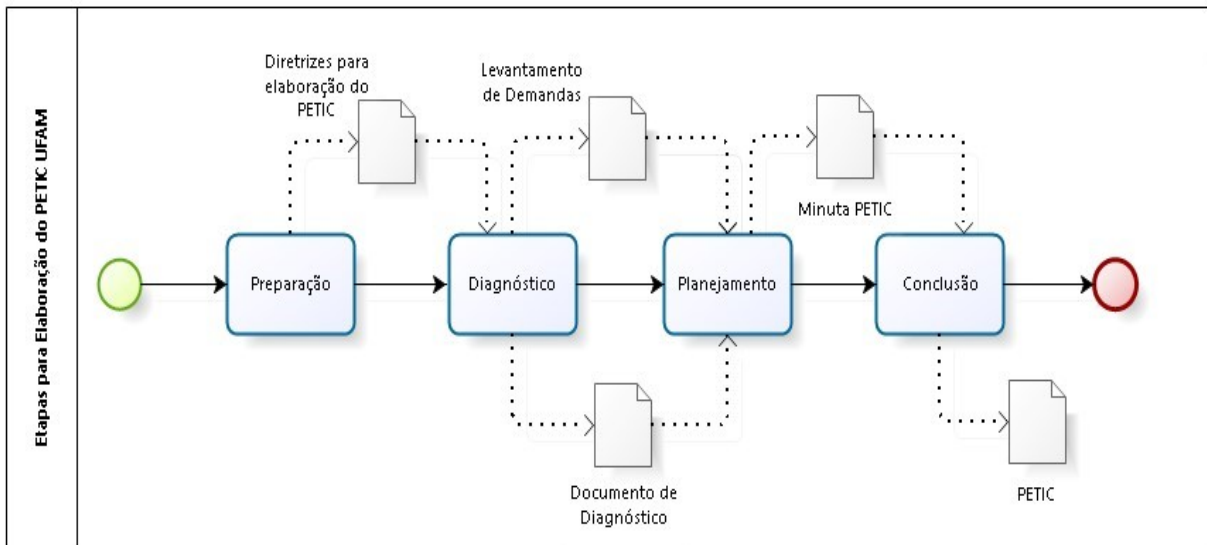 Etapas para Elaboração do PETIC UFAM
Diretrizes para
elaboração do
PETIC
Levantamento
de Demandas
Minuta PETIC
Preparação
Diagnóstico
Planejamento
Conclusão
Documento de
Diagnóstico
PETIC